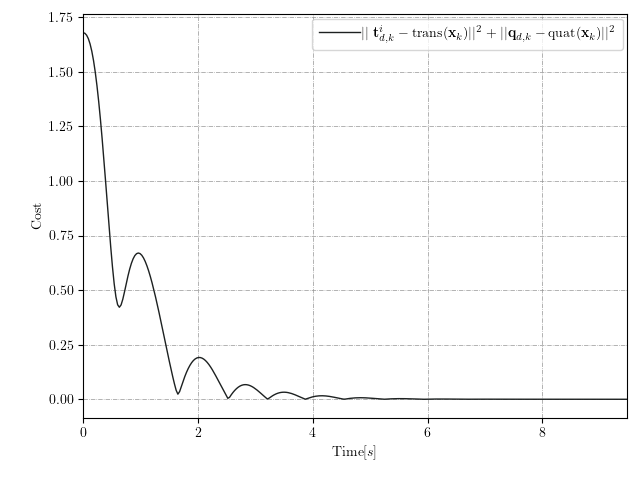 || t^i_{d,k} − trans(x_k)||² + ||q_{d,k} − quat(x_k)||²
1.75
1.50
1.25
1.00
0.75
0.50
0.25
0.00
Cost
0 2 4 6 8
Time[s]